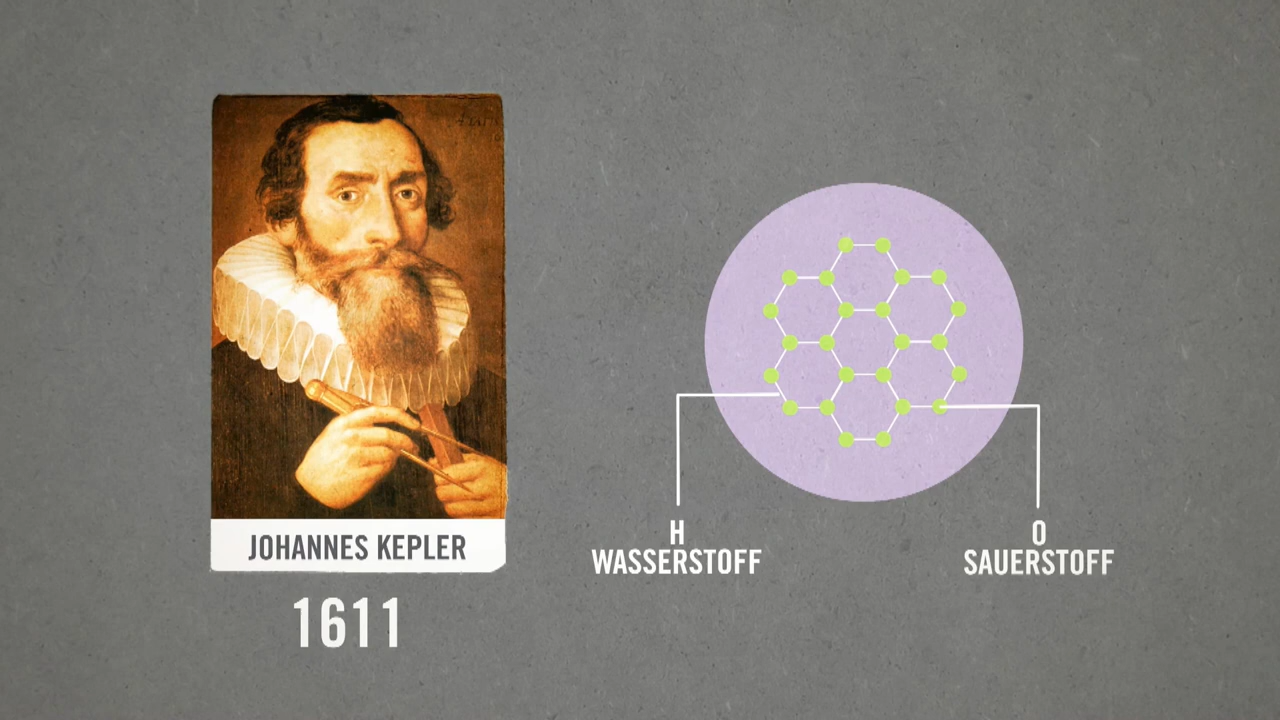 JOHANNES KEPLER
1611
H
WASSERSTOFF
O
SAUERSTOFF